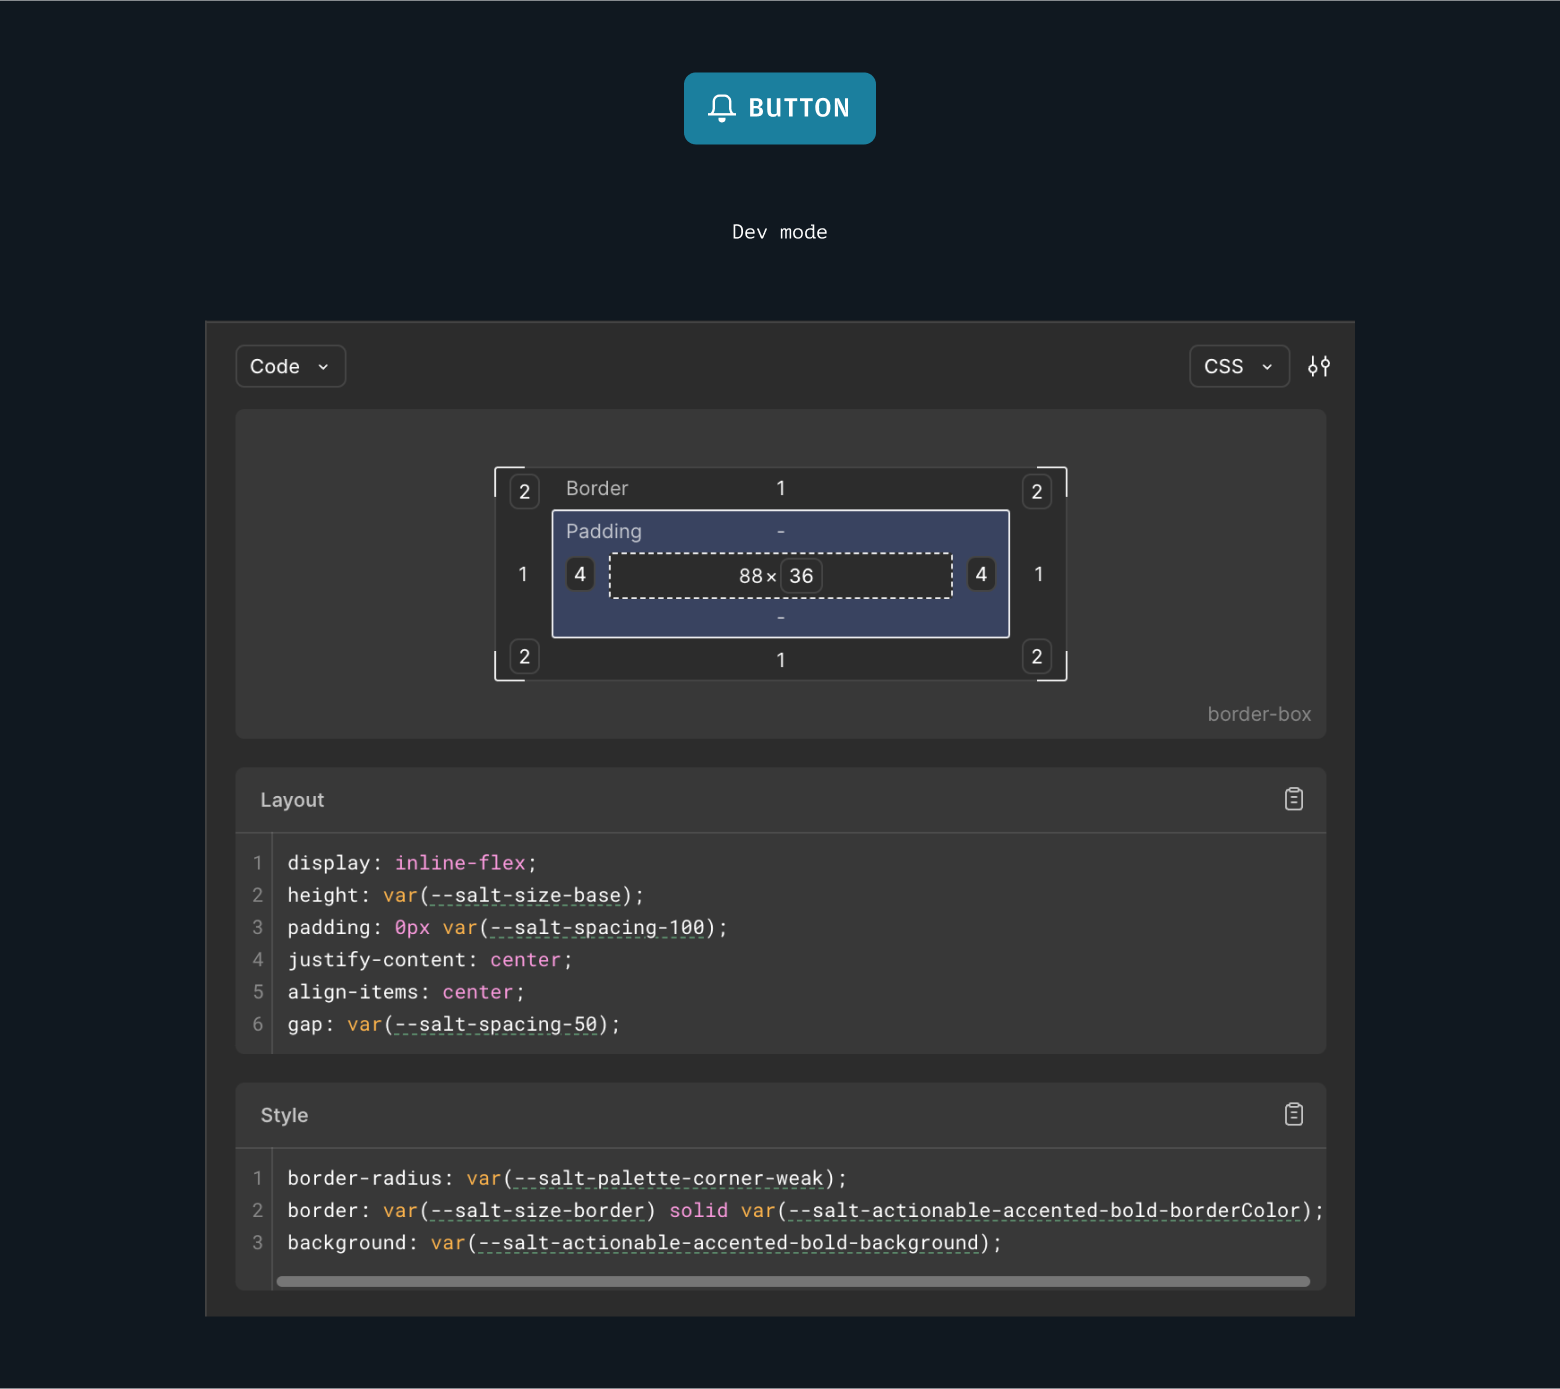 BUTTON
Dev mode
Code
CSS
2 Border 1 2
Padding -
1 4 88× 36 4 1
-
2 1 2
border-box
Layout
1 display: inline-flex;
2 height: var(--salt-size-base);
3 padding: 0px var(--salt-spacing-100);
4 justify-content: center;
5 align-items: center;
6 gap: var(--salt-spacing-50);
Style
1 border-radius: var(--salt-palette-corner-weak);
2 border: var(--salt-size-border) solid var(--salt-actionable-accented-bold-borderColor);
3 background: var(--salt-actionable-accented-bold-background);